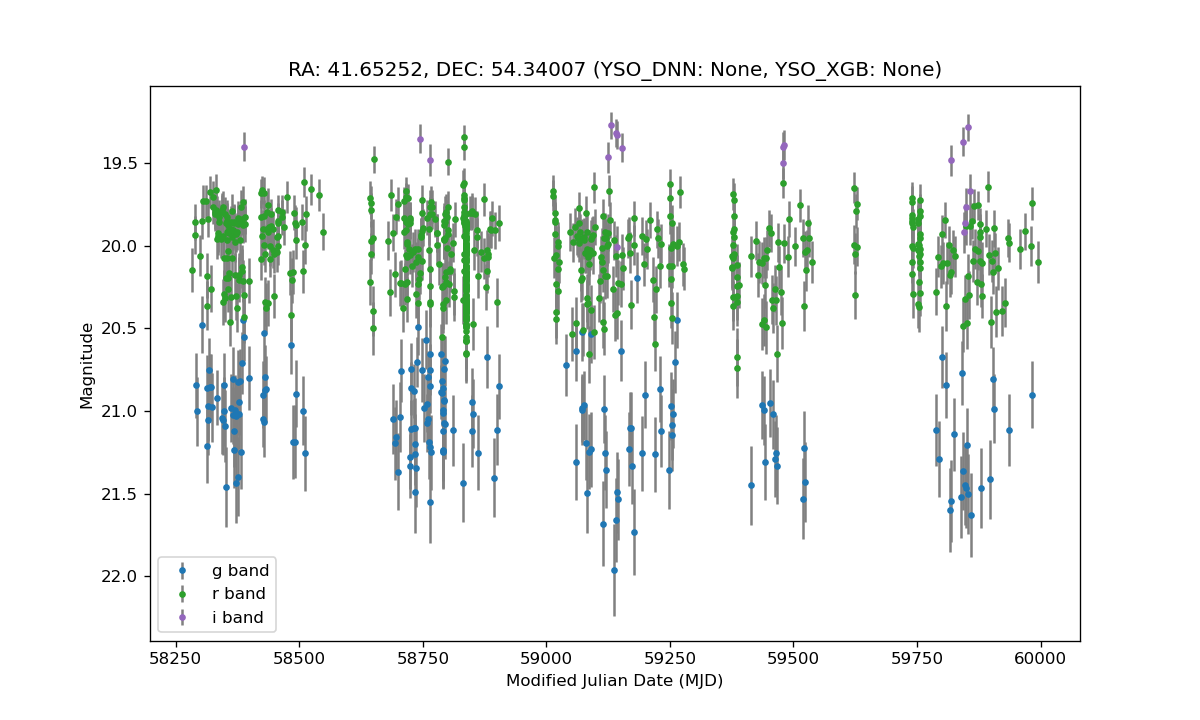 RA: 41.65252, DEC: 54.34007 (YSO_DNN: None, YSO_XGB: None)
Magnitude
19.5
20.0
20.5
21.0
21.5
22.0
g band
r band
i band
58250 58500 58750 59000 59250 59500 59750 60000
Modified Julian Date (MJD)